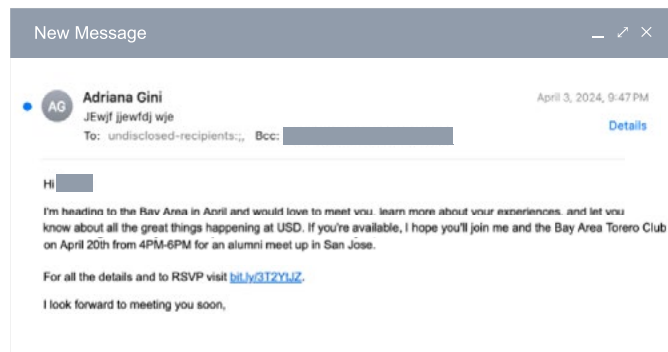 New Message
AG
Adriana Gini
April 3, 2024, 9:47 PM
JEwjf jjewfdj wje
Details
To: undisclosed-recipients:;, Bcc:
Hi
I'm heading to the Bay Area in April and would love to meet you, learn more about your experiences, and let you
know about all the great things happening at USD. If you're available, I hope you'll join me and the Bay Area Torero Club
on April 20th from 4PM-6PM for an alumni meet up in San Jose.
For all the details and to RSVP visit
I look forward to meeting you soon,